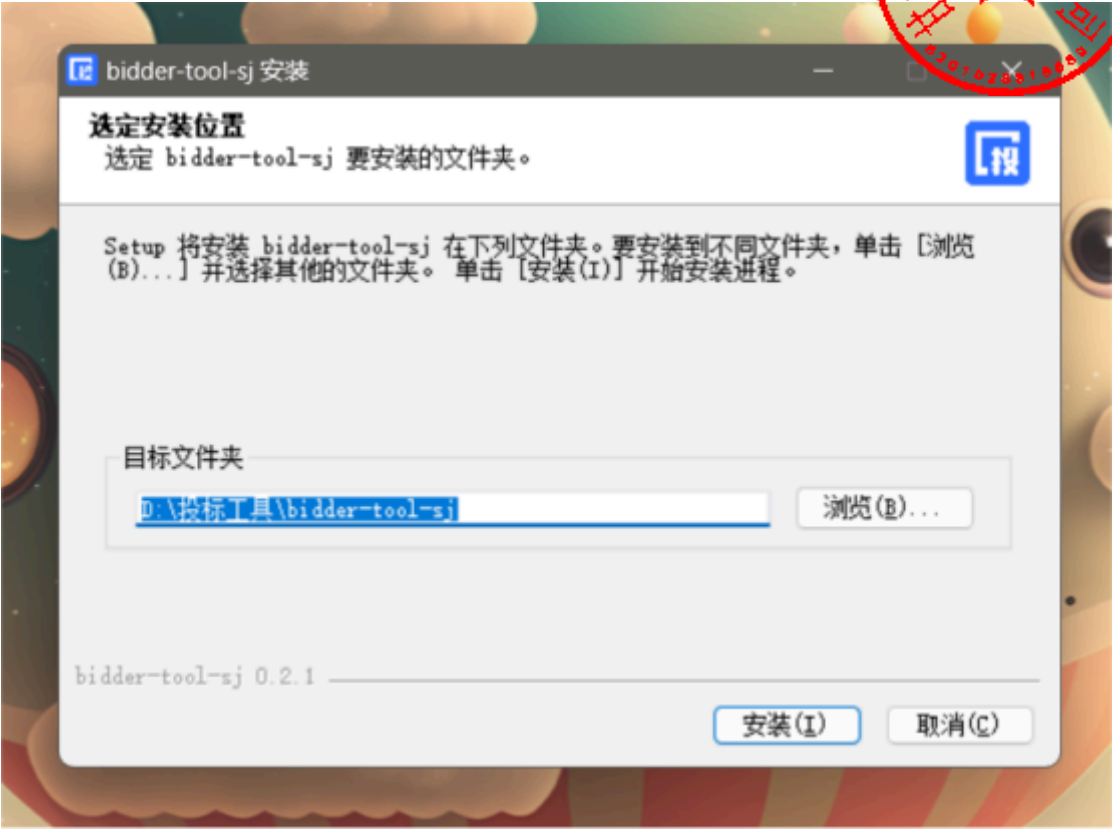 bidder-tool-sj 安装
选定安装位置
选定 bidder-tool-sj 要安装的文件夹。
投
Setup 将安装 bidder-tool-sj 在下列文件夹。要安装到不同文件夹，单击 [浏览
(B)...] 并选择其他的文件夹。 单击 [安装(I)] 开始安装进程。
目标文件夹
D:\投标工具\bidder-tool-sj
浏览(B)...
bidder-tool-sj 0.2.1
安装(I)
取消(C)